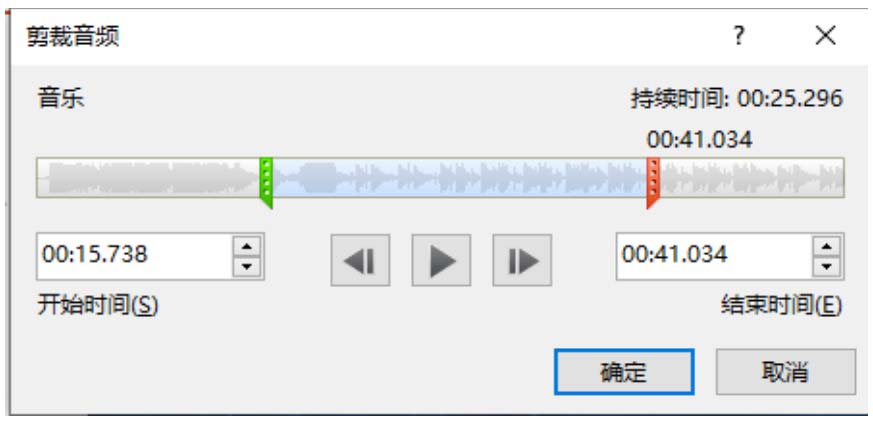 剪裁音频
?
音乐
持续时间: 00:25.296
00:41.034
00:15.738
00:41.034
开始时间(S)
结束时间(E)
确定
取消